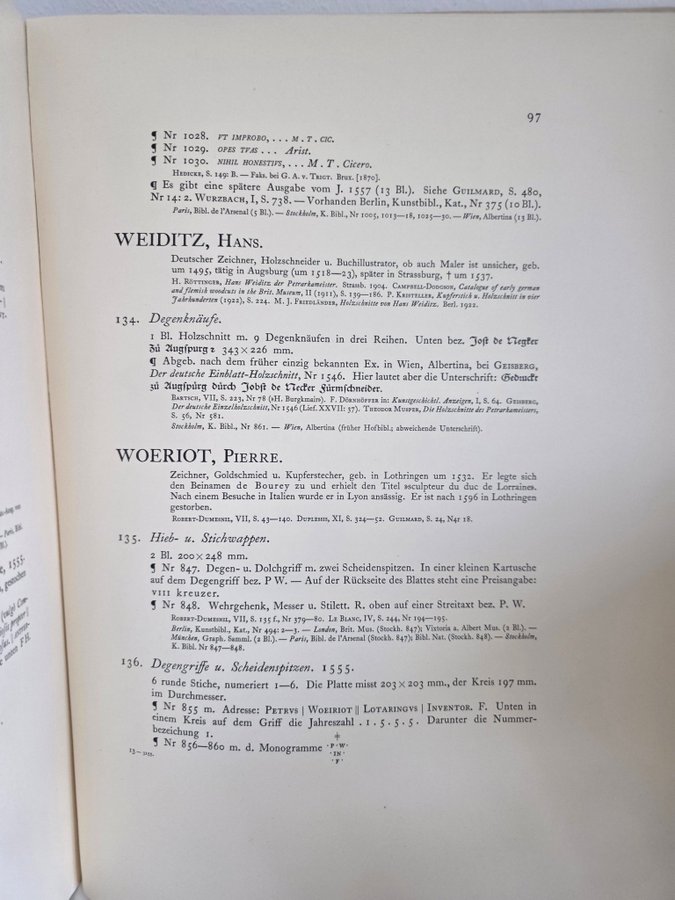 97
¶ Nr 1028. VT IMPROBO, . . . M . T . CIC.
¶ Nr 1029. OPES TVAS . . . Arist.
¶ Nr 1030. NIHIL HONESTIVS, . . . M . T . Cicero.
HEDICKE, S. 149: B. — Faks. bei G. A. v. TRIGT. Brux. [1870].
¶ Es gibt eine spätere Ausgabe vom J. 1557 (13 Bl.). Siehe GUILMARD, S. 480,
Nr 14: 2. WURZBACH, I, S. 738. — Vorhanden Berlin, Kunstbibl., Kat., Nr 375 (10 Bl.).
Paris, Bibl. de l'Arsenal (5 Bl.). — Stockholm, K. Bibl., Nr 1005, 1013—18, 1025—30. — Wien, Albertina (13 Bl.).
WEIDITZ, HANS.
Deutscher Zeichner, Holzschneider u. Buchillustrator, ob auch Maler ist unsicher, geb.
um 1495, tätig in Augsburg (um 1518—23), später in Strassburg, † um 1537.
H. RÖTTINGER, Hans Weiditz der Petrarkameister. Strassb. 1904. CAMPBELL-DODGSON, Catalogue of early german
and flemish woodcuts in the Brit. Museum, II (1911), S. 139—186. P. KRISTELLER, Kupferstich u. Holzschnitt in vier
Jahrhunderten (1922), S. 224. M. J. FRIEDLÄNDER, Holzschnitte von Hans Weiditz. Berl. 1922.
134. Degenknäufe.
1 Bl. Holzschnitt m. 9 Degenknäufen in drei Reihen. Unten bez. Jost de Negker
zů Augspurg 2 343 × 226 mm.
¶ Abgeb. nach dem früher einzig bekannten Ex. in Wien, Albertina, bei GEISBERG,
Der deutsche Einblatt-Holzschnitt, Nr 1546. Hier lautet aber die Unterschrift: Gedruckt
zů Augspůrg důrch Jobst de Necker Fůrmschneider.
BARTSCH, VII, S. 223, Nr 78 (»H. Burgkmair»). F. DÖRNHÖFFER in: Kunstgeschichtl. Anzeigen, I, S. 64. GEISBERG,
Der deutsche Einzelholzschnitt, Nr 1546 (Lief. XXVII: 37). THEODOR MUSPER, Die Holzschnitte des Petrarkameisters,
S. 56, Nr 581.
Stockholm, K. Bibl., Nr 861. — Wien, Albertina (früher Hofbibl.; abweichende Unterschrift).
WOERIOT, PIERRE.
Zeichner, Goldschmied u. Kupferstecher, geb. in Lothringen um 1532. Er legte sich
den Beinamen de Bourey zu und erhielt den Titel »sculpteur du duc de Lorraine».
Nach einem Besuche in Italien wurde er in Lyon ansässig. Er ist nach 1596 in Lothringen
gestorben.
ROBERT-DUMESNIL, VII, S. 43—140. DUPLESSIS, XI, S. 324—52. GUILMARD, S. 24, N4r 18.
135. Hieb- u. Stichwappen.
2 Bl. 200 × 248 mm.
¶ Nr 847. Degen- u. Dolchgriff m. zwei Scheidenspitzen. In einer kleinen Kartusche
auf dem Degengriff bez. P W. — Auf der Rückseite des Blattes steht eine Preisangabe:
VIII kreuzer.
¶ Nr 848. Wehrgehenk, Messer u. Stilett. R. oben auf einer Streitaxt bez. P. W.
ROBERT-DUMESNIL, VII, S. 135 f., Nr 379—80. LE BLANC, IV, S. 244, Nr 194—195.
Berlin, Kunstbibl., Kat., Nr 494: 2—3. — London, Brit. Mus. (Stockh. 847); Victoria a. Albert Mus. (2 Bl.). —
München, Graph. Samml. (2 Bl.). — Paris, Bibl. de l'Arsenal (Stockh. 847); Bibl. Nat. (Stockh. 848). — Stockholm,
K. Bibl. Nr 847—848.
136. Degengriffe u. Scheidenspitzen. 1555.
6 runde Stiche, numeriert 1—6. Die Platte misst 203 × 203 mm., der Kreis 197 mm.
im Durchmesser.
¶ Nr 855 m. Adresse: PETRVS | WOEIRIOT || LOTARINGVS | INVENTOR. F. Unten in
einem Kreis auf dem Griff die Jahreszahl . 1 . 5 . 5 . 5. Darunter die Nummer-
bezeichnung 1.
¶ Nr 856—860 m. d. Monogramme · P · W · IN · F ·